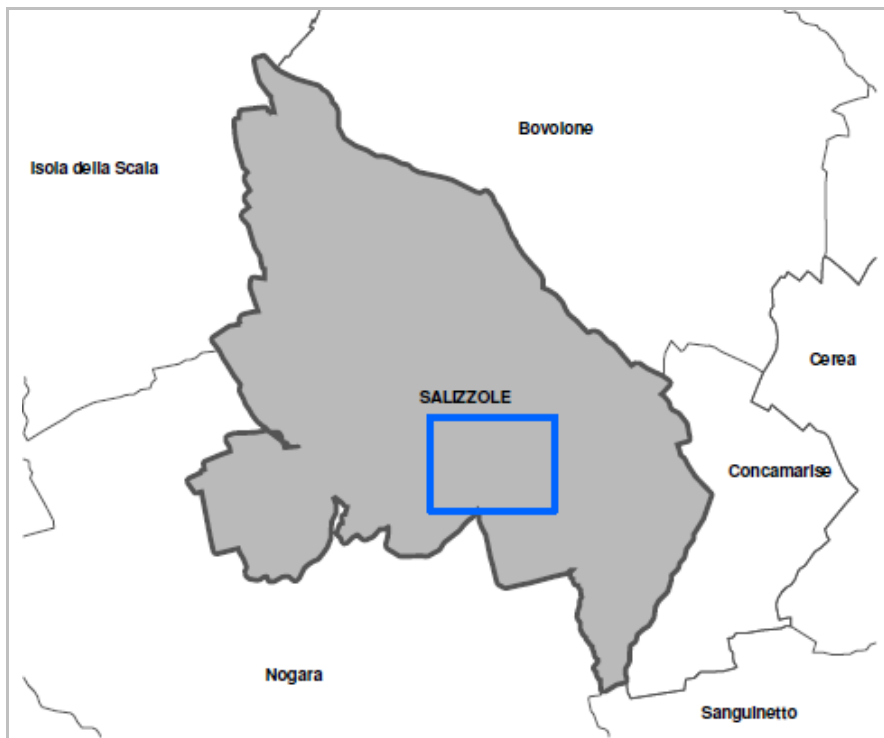 Bovolone
Isola della Scala
Cerea
SALIZZOLE
Concamarise
Nogara
Sanguinetto